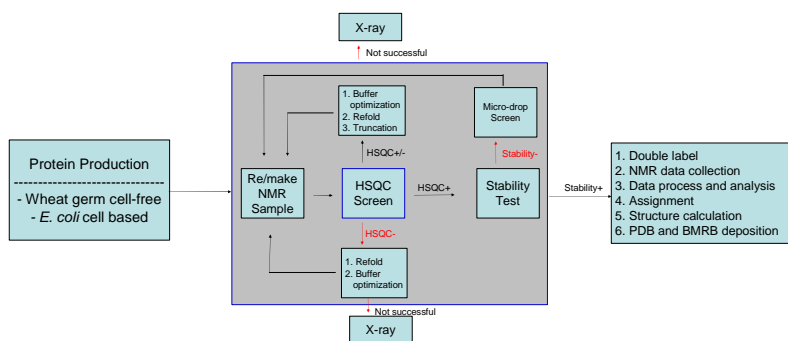 X-ray
Not successful
1. Buffer
optimization
2. Refold
3. Truncation
Micro-drop
Screen
HSQC+/-
Stability-
Protein Production
- Wheat germ cell-free
- E. coli cell based
Re/make
NMR
Sample
HSQC
Screen
HSQC+
Stability
Test
Stability+
1. Double label
2. NMR data collection
3. Data process and analysis
4. Assignment
5. Structure calculation
6. PDB and BMRB deposition
HSQC-
1. Refold
2. Buffer
optimization
Not successful
X-ray